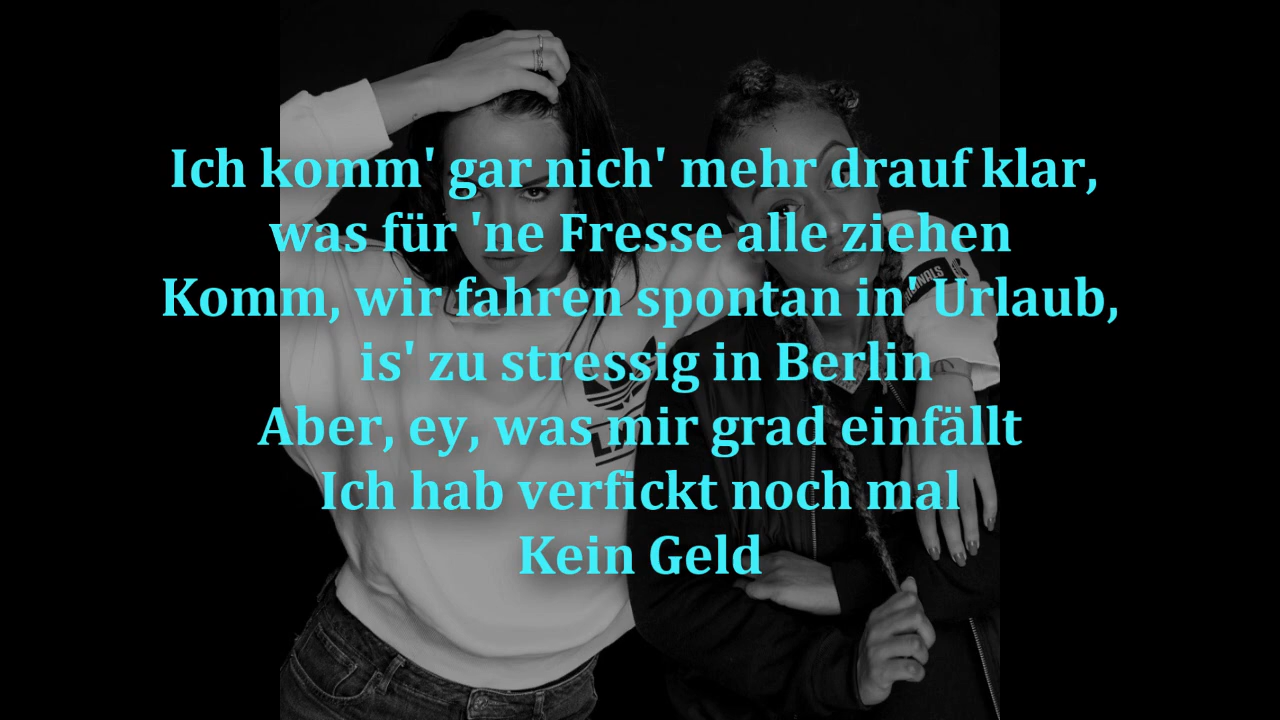 Ich komm' gar nich' mehr drauf klar,
was für 'ne Fresse alle ziehen
Komm, wir fahren spontan in' Urlaub,
is' zu stressig in Berlin
Aber, ey, was mir grad einfällt
Ich hab verfickt noch mal
Kein Geld